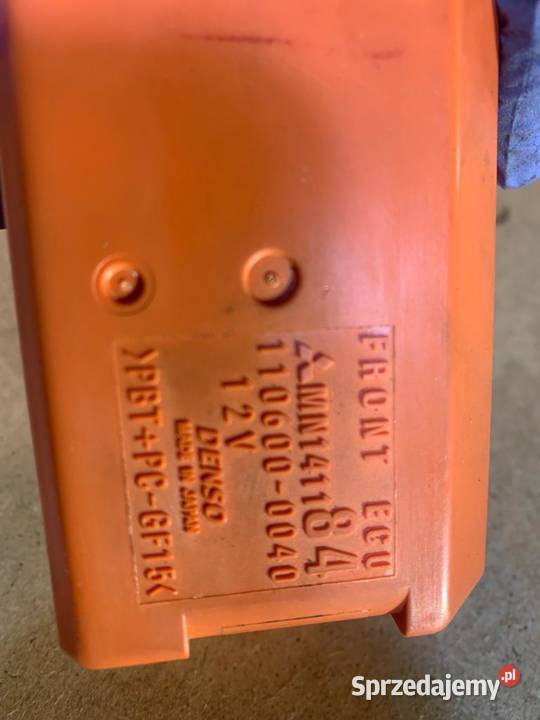 FRONT ECU
MN141184
110600-0040
12V
DENSO
MADE IN JAPAN
>PBT+PC-GF15<
Sprzedajemy.pl